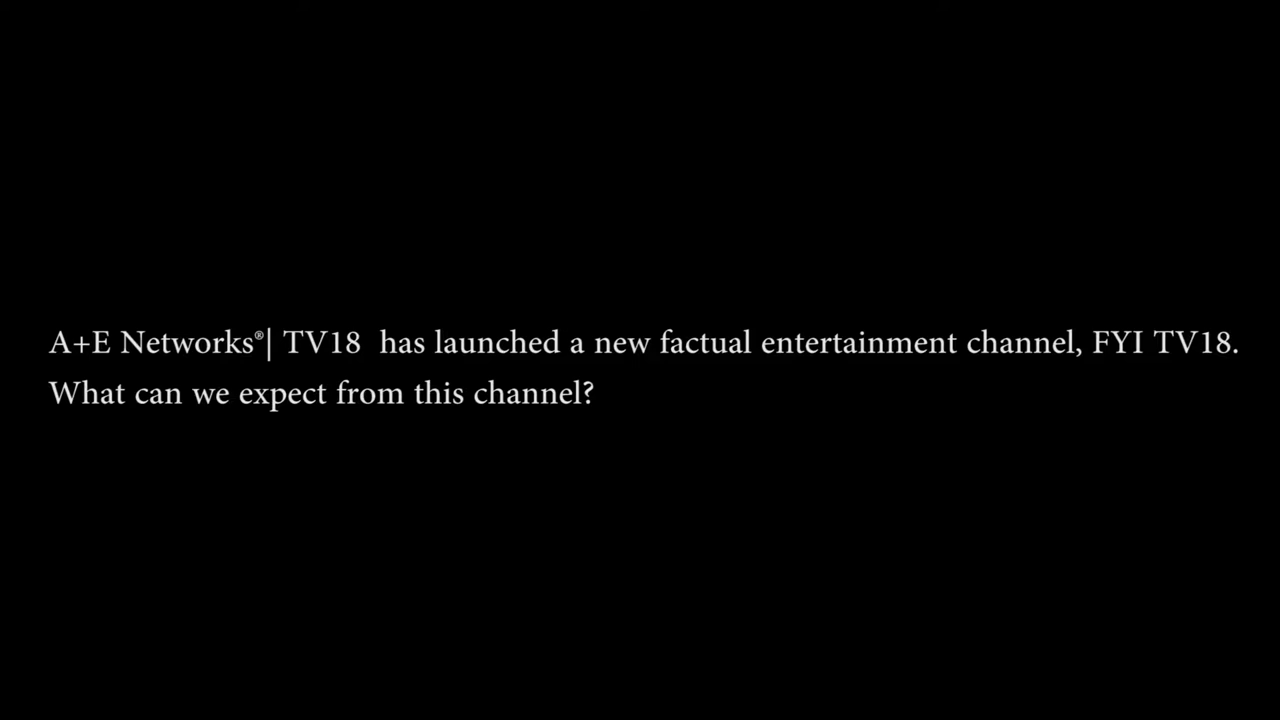 A+E Networks®| TV18 has launched a new factual entertainment channel, FYI TV18.
What can we expect from this channel?